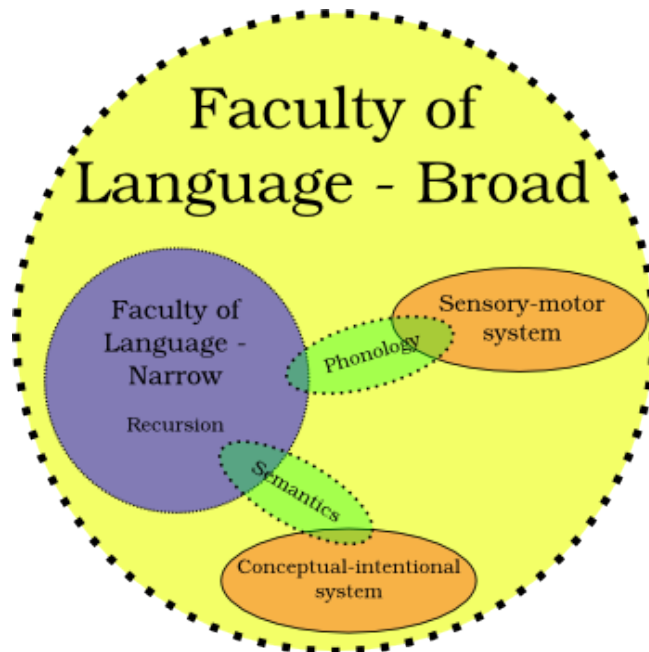 Faculty of
Language - Broad
Faculty of
Language -
Narrow
Recursion
Phonology
Sensory-motor
system
Semantics
Conceptual-intentional
system